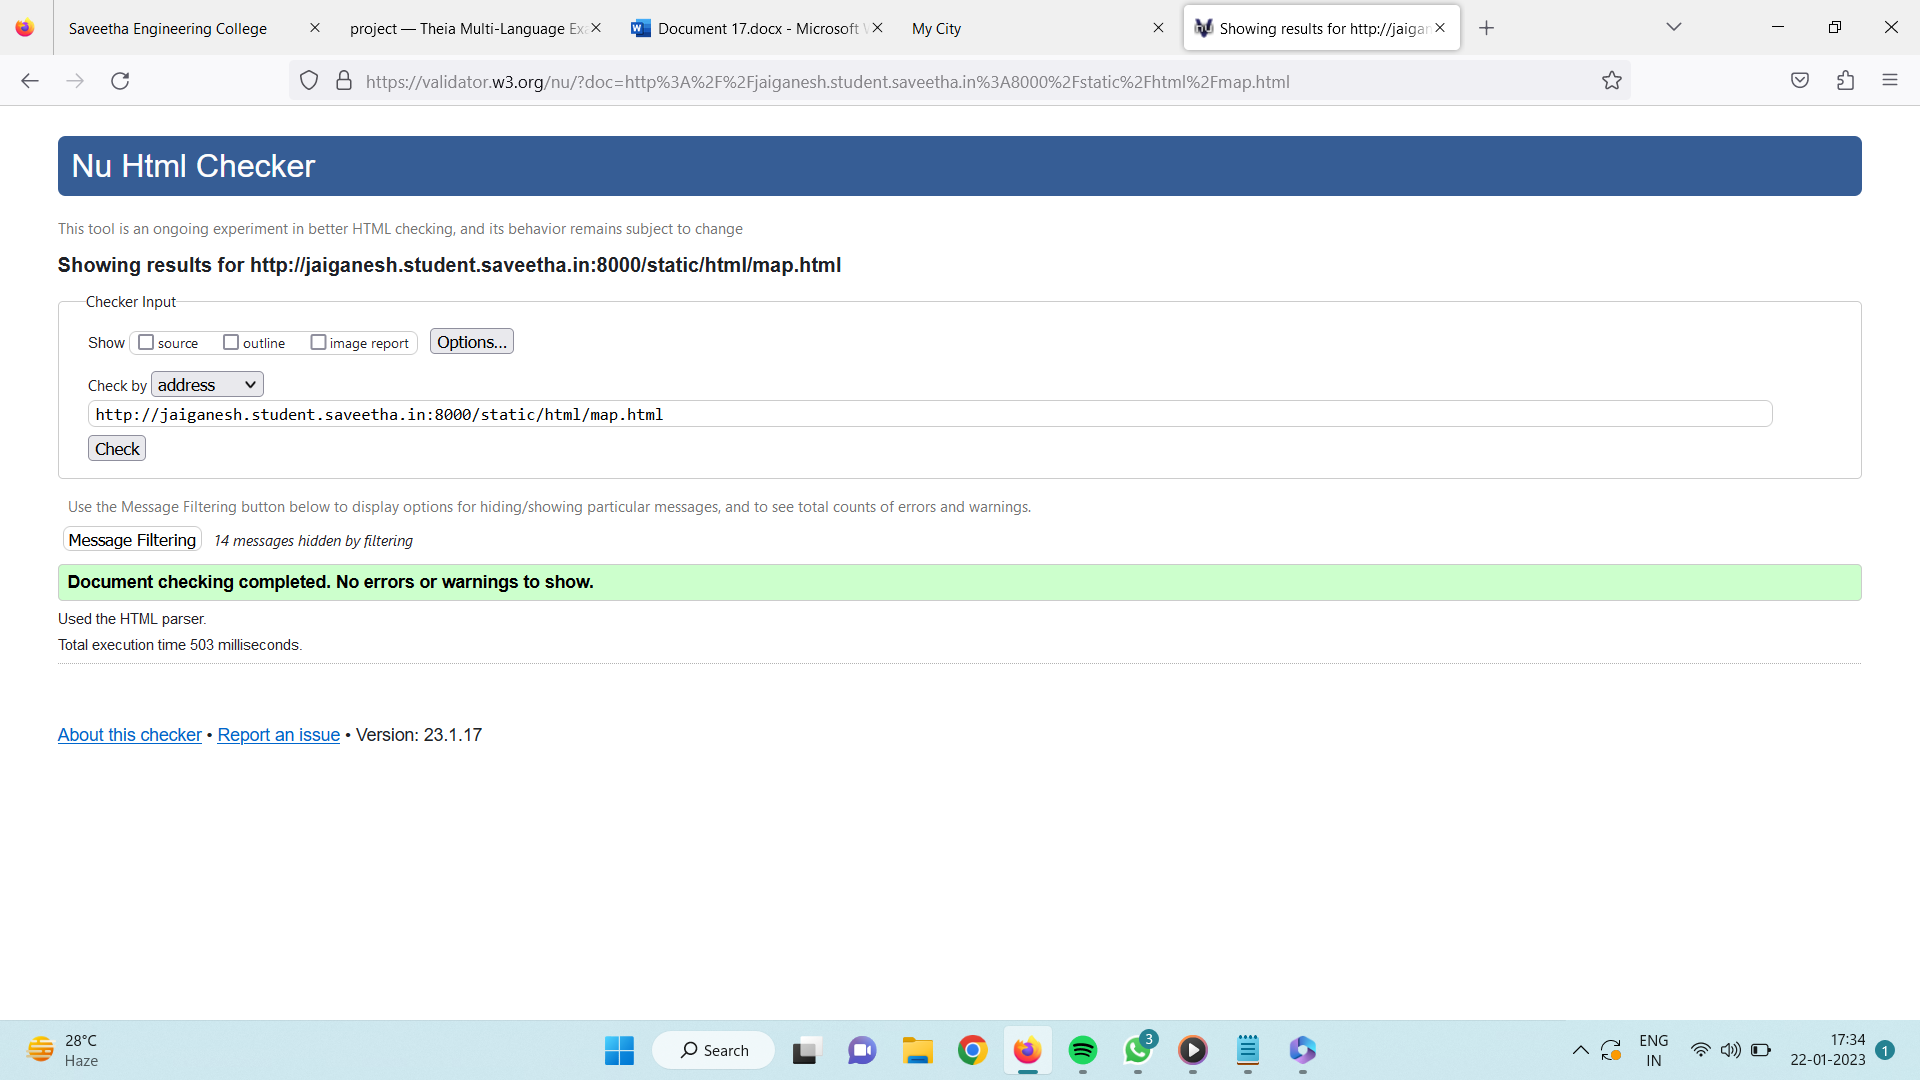 Saveetha Engineering College
project — Theia Multi-Language Ex
Document 17.docx - Microsoft
My City
Showing results for http://jaigan
https://validator.w3.org/nu/?doc=http%3A%2F%2Fjaiganesh.student.saveetha.in%3A8000%2Fstatic%2Fhtml%2Fmap.html
Nu Html Checker
This tool is an ongoing experiment in better HTML checking, and its behavior remains subject to change
Showing results for http://jaiganesh.student.saveetha.in:8000/static/html/map.html
Checker Input
Show source outline image report Options...
Check by address
http://jaiganesh.student.saveetha.in:8000/static/html/map.html
Check
Use the Message Filtering button below to display options for hiding/showing particular messages, and to see total counts of errors and warnings.
Message Filtering 14 messages hidden by filtering
Document checking completed. No errors or warnings to show.
Used the HTML parser.
Total execution time 503 milliseconds.
About this checker • Report an issue • Version: 23.1.17
28°C
Haze
Search
3
ENG
IN
17:34
22-01-2023
1